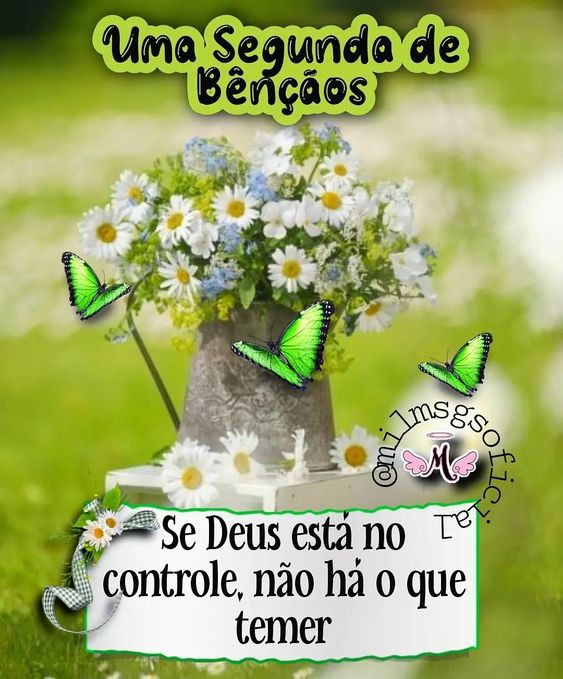 Uma Segunda de
Bênçãos
@milmsgsoficial
M
Se Deus está no
controle, não há o que
temer